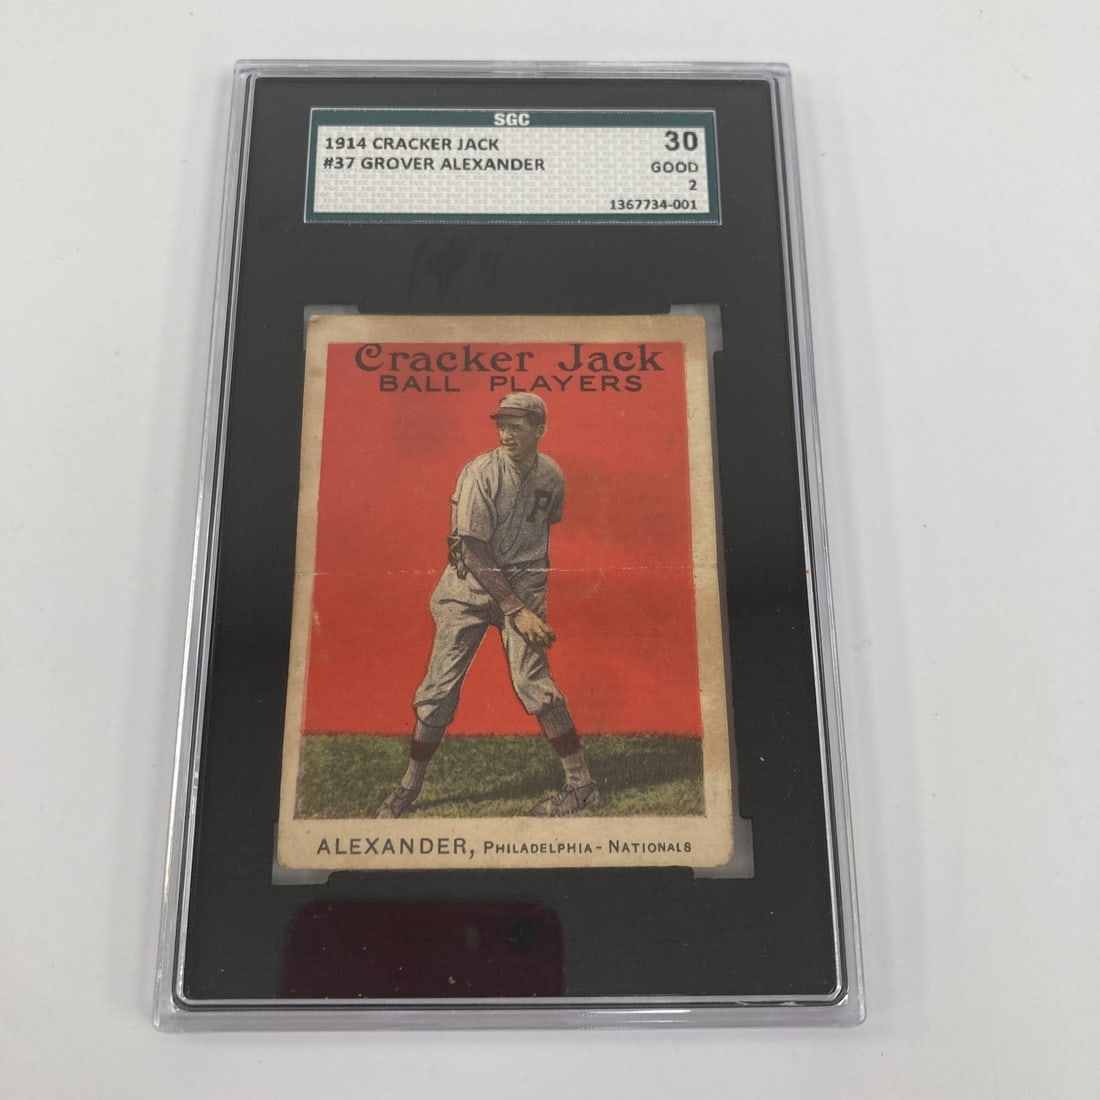 SGC
1914 CRACKER JACK 30
#37 GROVER ALEXANDER GOOD
2
1367734-001
Cracker Jack
BALL PLAYERS
P
ALEXANDER, PHILADELPHIA - NATIONALS